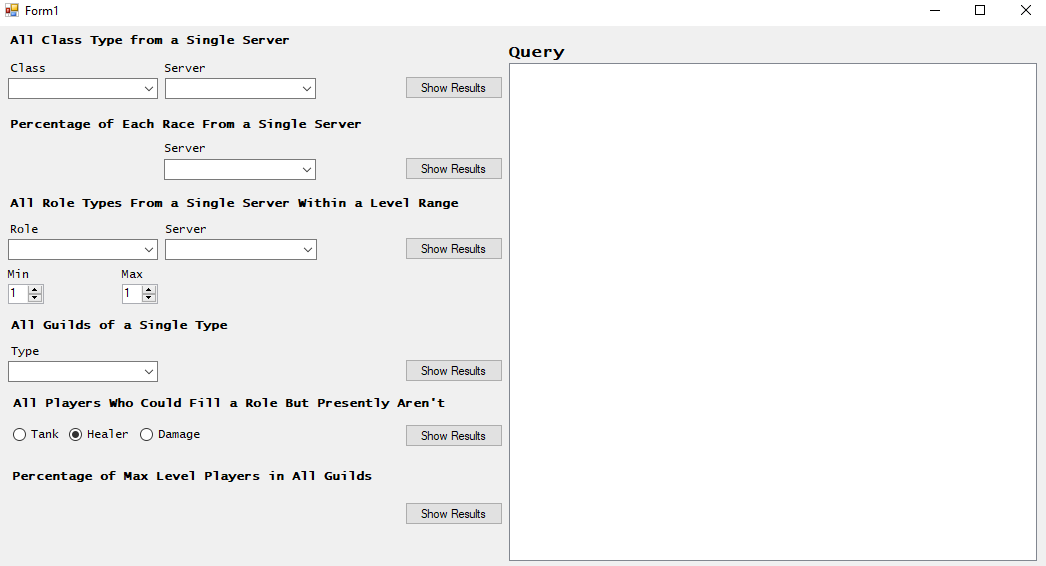 Form1
All Class Type from a Single Server
Class Server
Show Results
Percentage of Each Race From a Single Server
Server
Show Results
All Role Types From a Single Server Within a Level Range
Role Server
Show Results
Min Max
1 1
All Guilds of a Single Type
Type
Show Results
All Players Who Could Fill a Role But Presently Aren't
Tank Healer Damage
Show Results
Percentage of Max Level Players in All Guilds
Show Results
Query